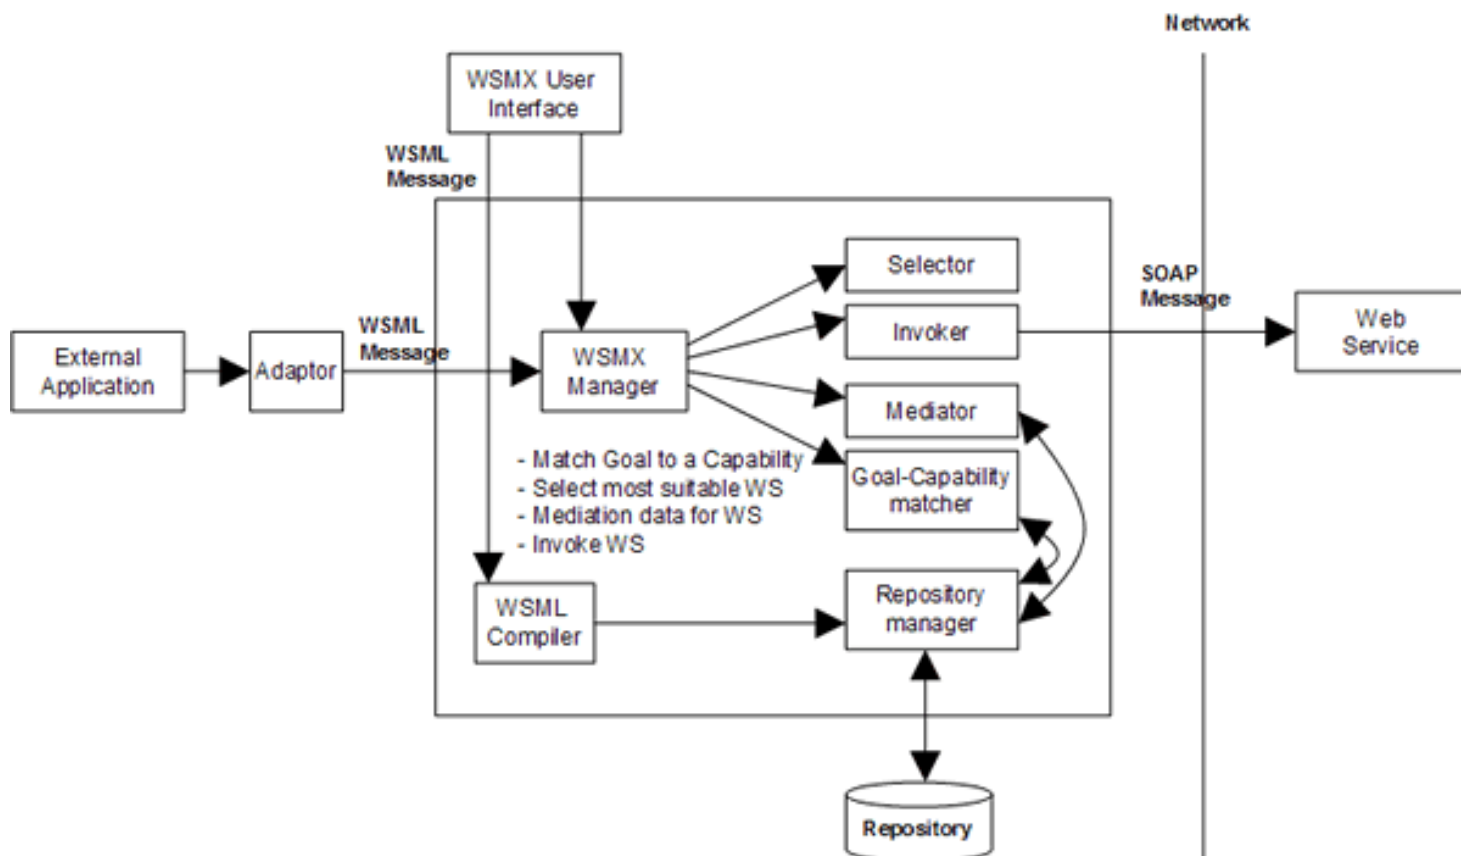 Network
WSMX User
Interface
WSML
Message
Selector
SOAP
Message
Invoker
Web
Service
WSML
Message
External
Application
Adaptor
WSMX
Manager
Mediator
- Match Goal to a Capability
- Select most suitable WS
- Mediation data for WS
- Invoke WS
Goal-Capability
matcher
WSML
Compiler
Repository
manager
Repository